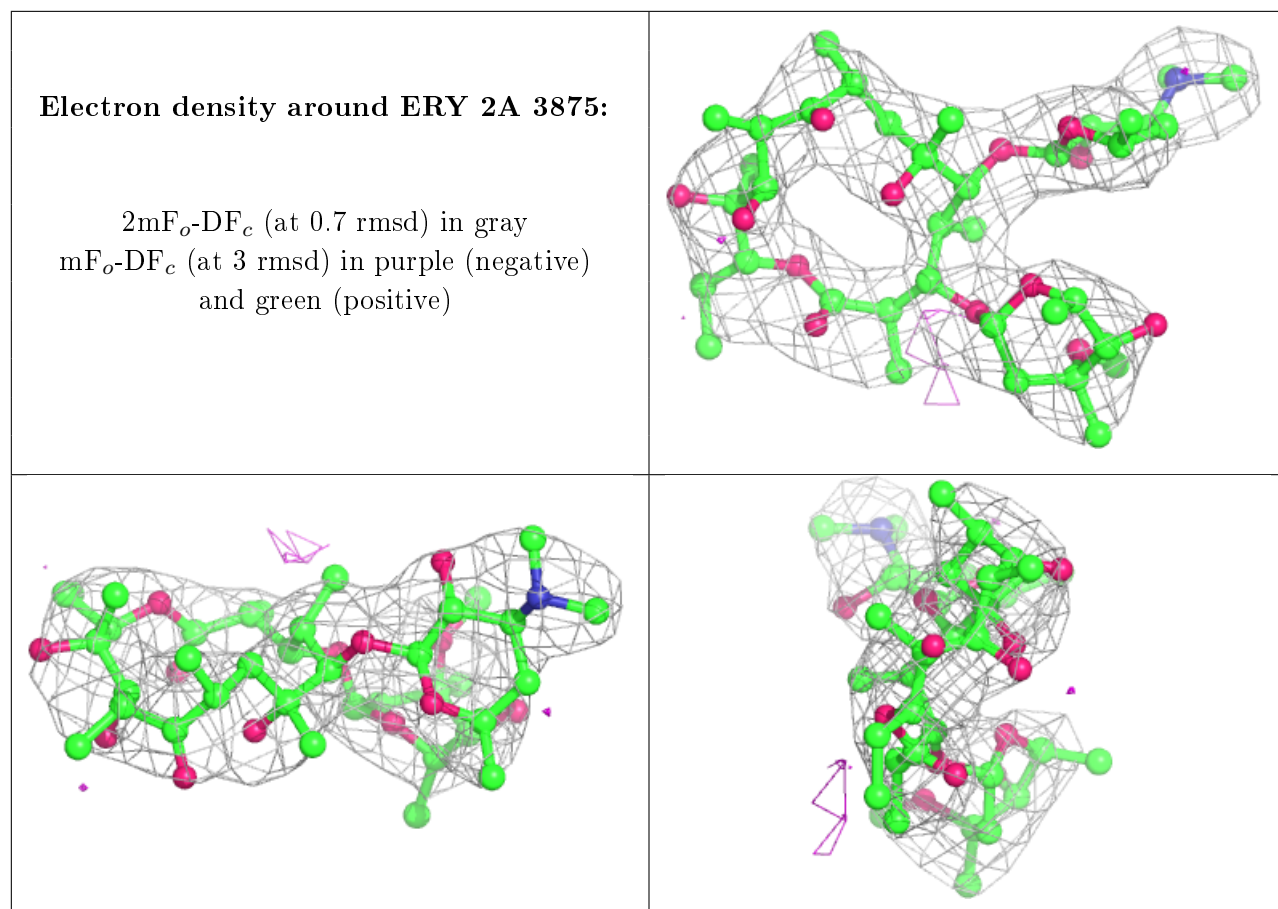 Electron density around ERY 2A 3875:
2mFo-DFc (at 0.7 rmsd) in gray
mFo-DFc (at 3 rmsd) in purple (negative)
and green (positive)